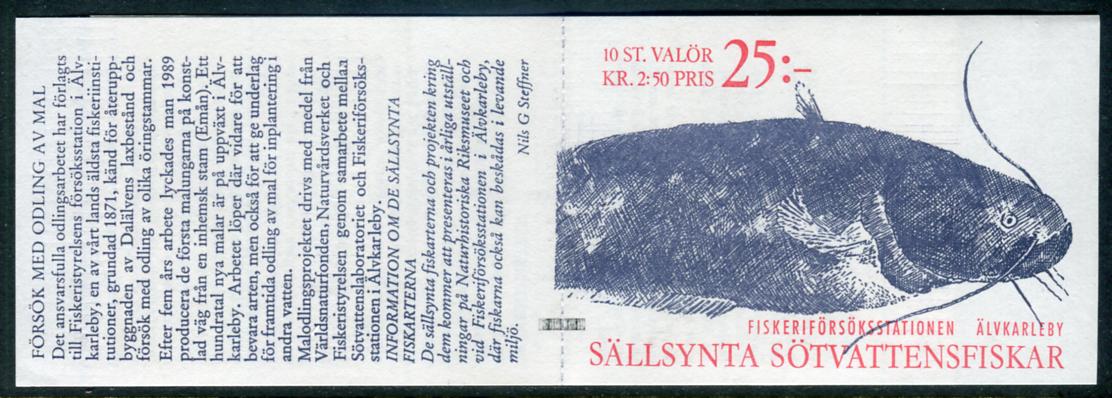 FÖRSÖK MED ODLING AV MAL
Det ansvarsfulla odlingsarbetet har förlagts
till Fiskeristyrelsens försöksstation i Älv-
karleby, en av vårt lands äldsta fiskeriinsti-
tutioner, grundad 1871, känd för återupp-
byggnaden av Dalälvens laxbestånd och
försök med odling av olika öringstammar.
Efter fem års arbete lyckades man 1989
producera de första malungarna på konst-
lad väg från en inhemsk stam (Emån). Ett
hundratal nya malar är på uppväxt i Älv-
karleby. Arbetet löper där vidare för att
bevara arten, men också för att ge underlag
för framtida odling av mal för inplantering i
andra vatten.
Malodlingsprojektet drivs med medel från
Världsnaturfonden, Naturvårdsverket och
Fiskeristyrelsen genom samarbete mellan
Sötvattenslaboratoriet och Fiskeriförsöks-
stationen i Älvkarleby.
INFORMATION OM DE SÄLLSYNTA
FISKARTERNA
De sällsynta fiskarterna och projekten kring
dem kommer att presenteras i årliga utställ-
ningar på Naturhistoriska Riksmuseet och
vid Fiskeriförsöksstationen i Älvkarleby,
där fiskarna också kan beskådas i levande
miljö.
Nils G Steffner
10 ST. VALÖR
KR. 2:50 PRIS 25:-
FISKERIFÖRSÖKSSTATIONEN ÄLVKARLEBY
SÄLLSYNTA SÖTVATTENSFISKAR